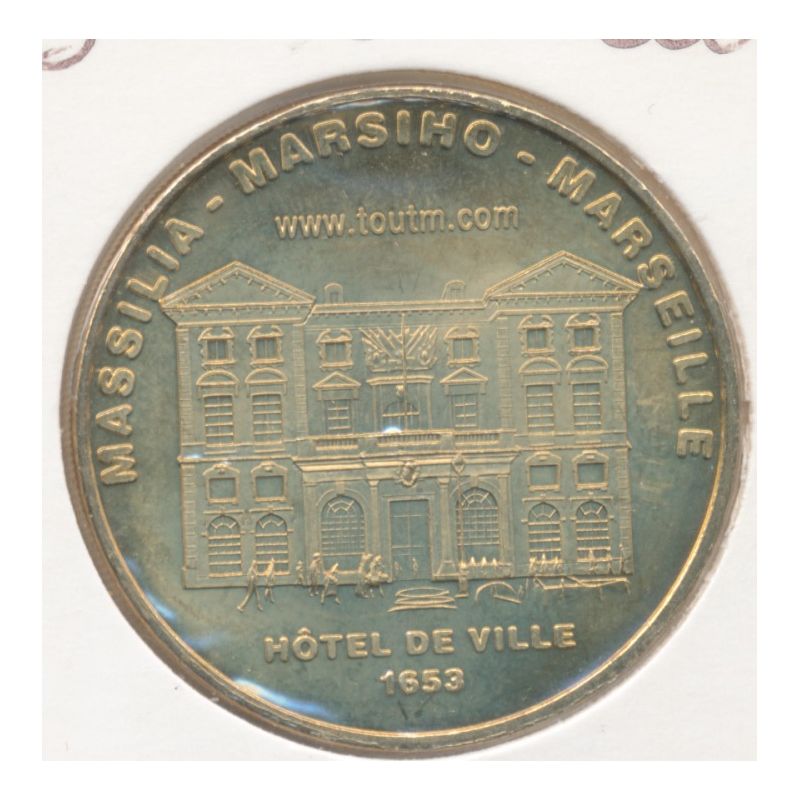 MASSILIA - MARSIHO - MARSEILLE
www.toutm.com
HÔTEL DE VILLE
1653